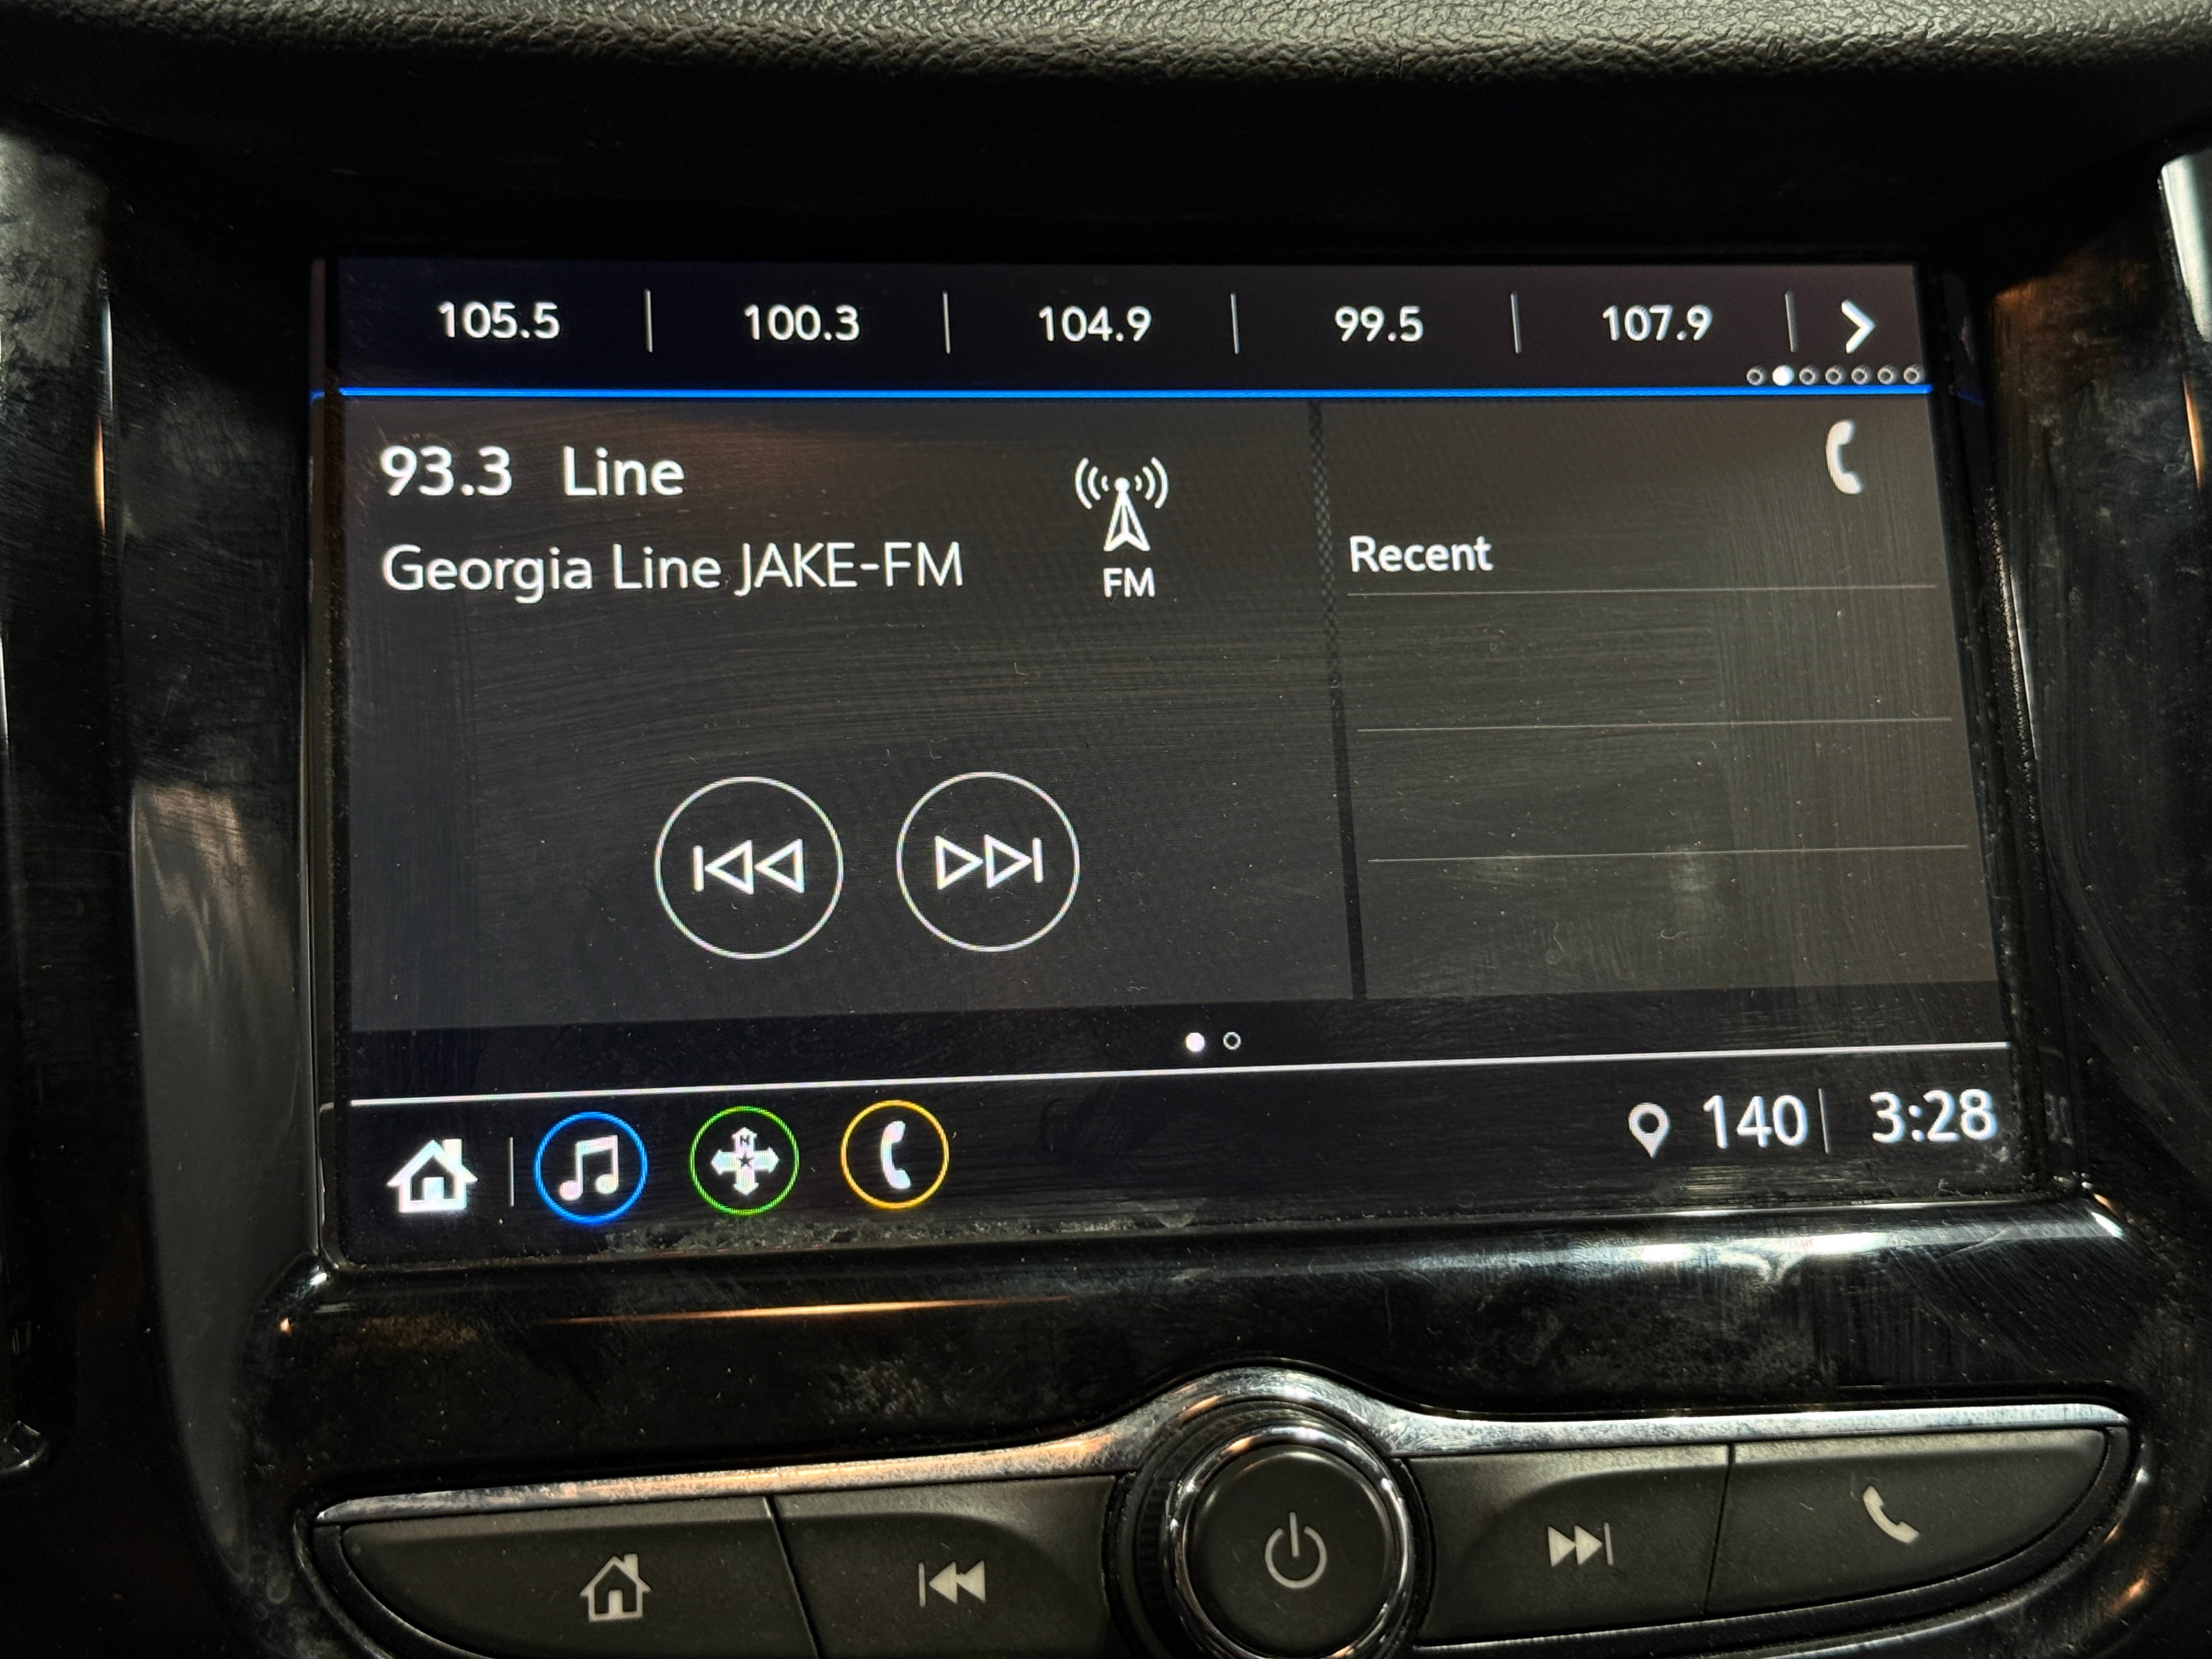 105.5 | 100.3 | 104.9 | 99.5 | 107.9 |
93.3 Line
Georgia Line JAKE-FM
FM
Recent
N
140 | 3:28